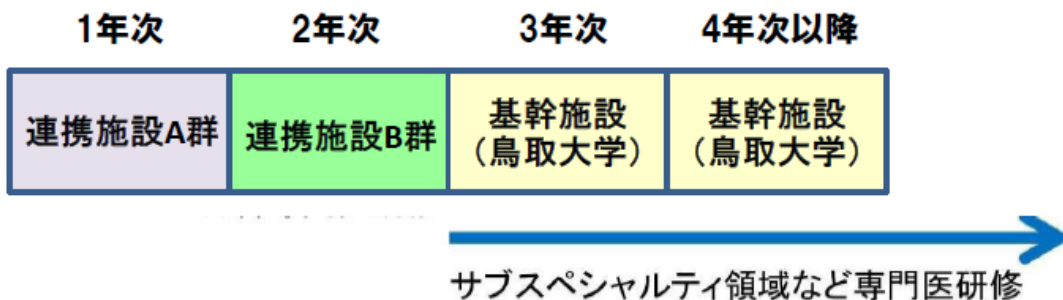 1年次 2年次 3年次 4年次以降
連携施設A群 連携施設B群 基幹施設 基幹施設
（鳥取大学） （鳥取大学）
サブスペシャルティ領域など専門医研修